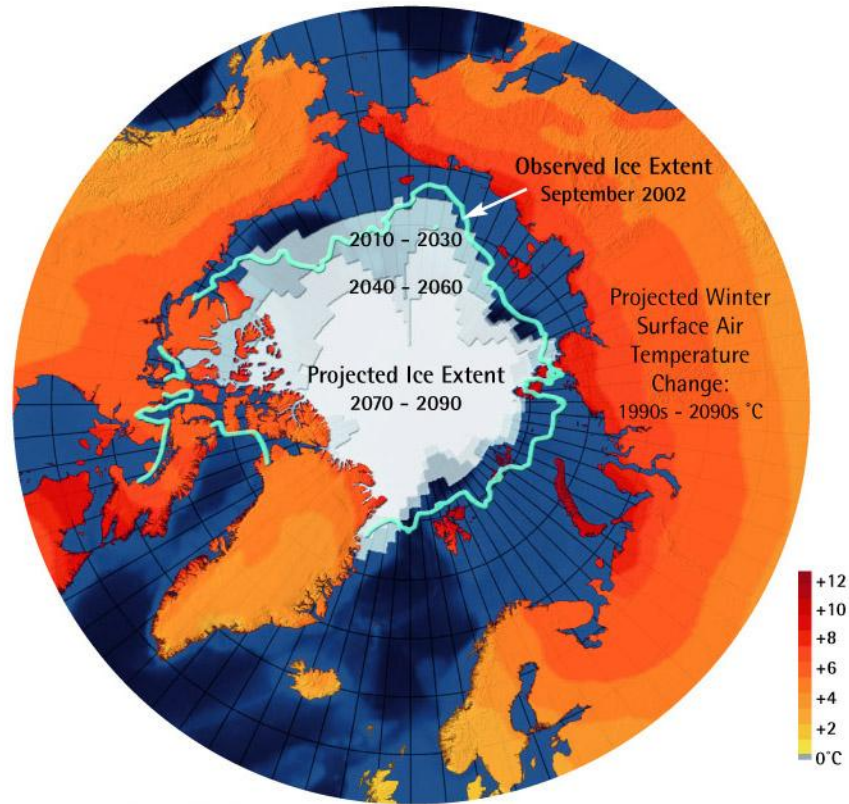 Observed Ice Extent
September 2002
2010 - 2030
2040 - 2060
Projected Ice Extent
2070 - 2090
Projected Winter
Surface Air
Temperature
Change:
1990s - 2090s °C
+12
+10
+8
+6
+4
+2
0°C